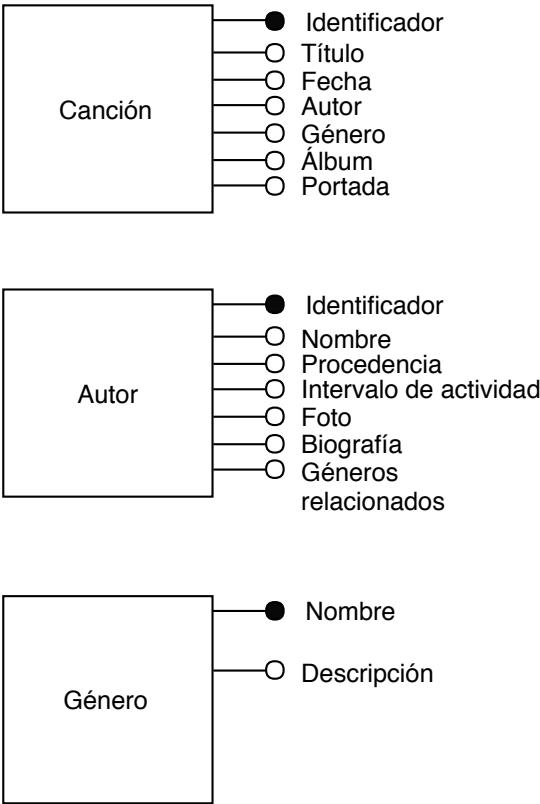 Canción
Identificador
Título
Fecha
Autor
Género
Álbum
Portada
Autor
Identificador
Nombre
Procedencia
Intervalo de actividad
Foto
Biografía
Géneros
relacionados
Género
Nombre
Descripción